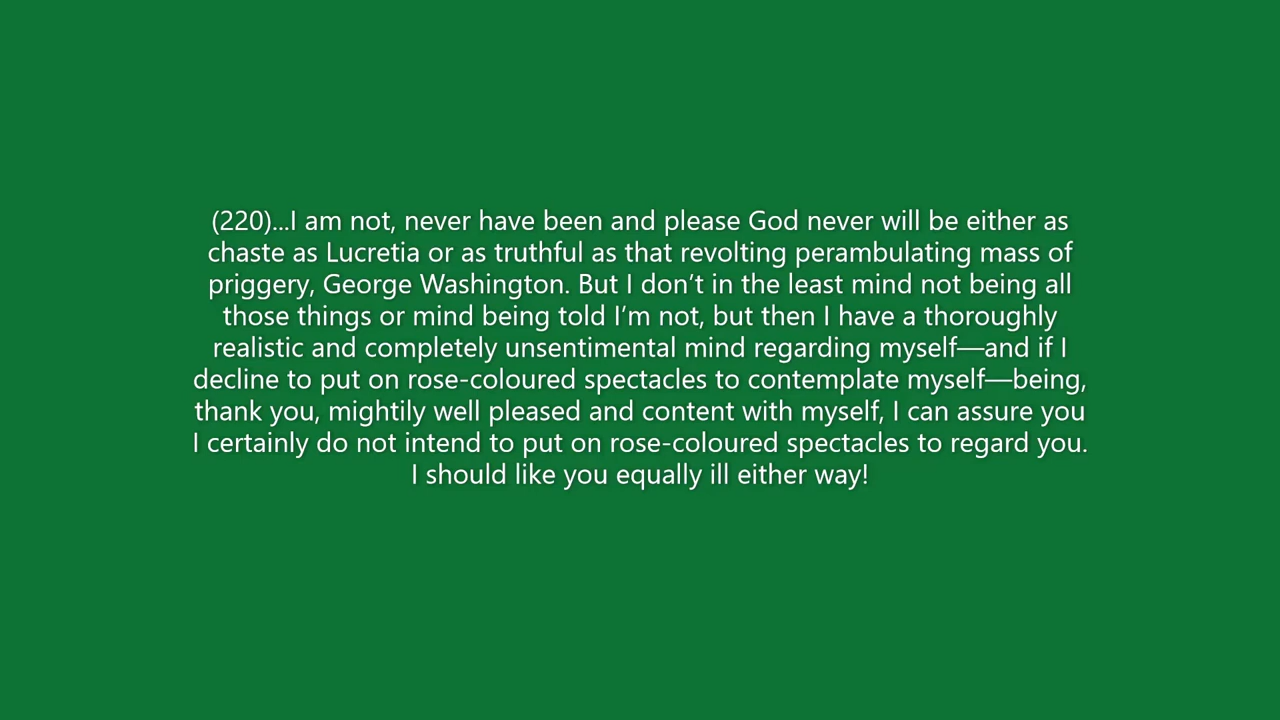 (220)...I am not, never have been and please God never will be either as
chaste as Lucretia or as truthful as that revolting perambulating mass of
priggery, George Washington. But I don’t in the least mind not being all
those things or mind being told I’m not, but then I have a thoroughly
realistic and completely unsentimental mind regarding myself—and if I
decline to put on rose-coloured spectacles to contemplate myself—being,
thank you, mightily well pleased and content with myself, I can assure you
I certainly do not intend to put on rose-coloured spectacles to regard you.
I should like you equally ill either way!